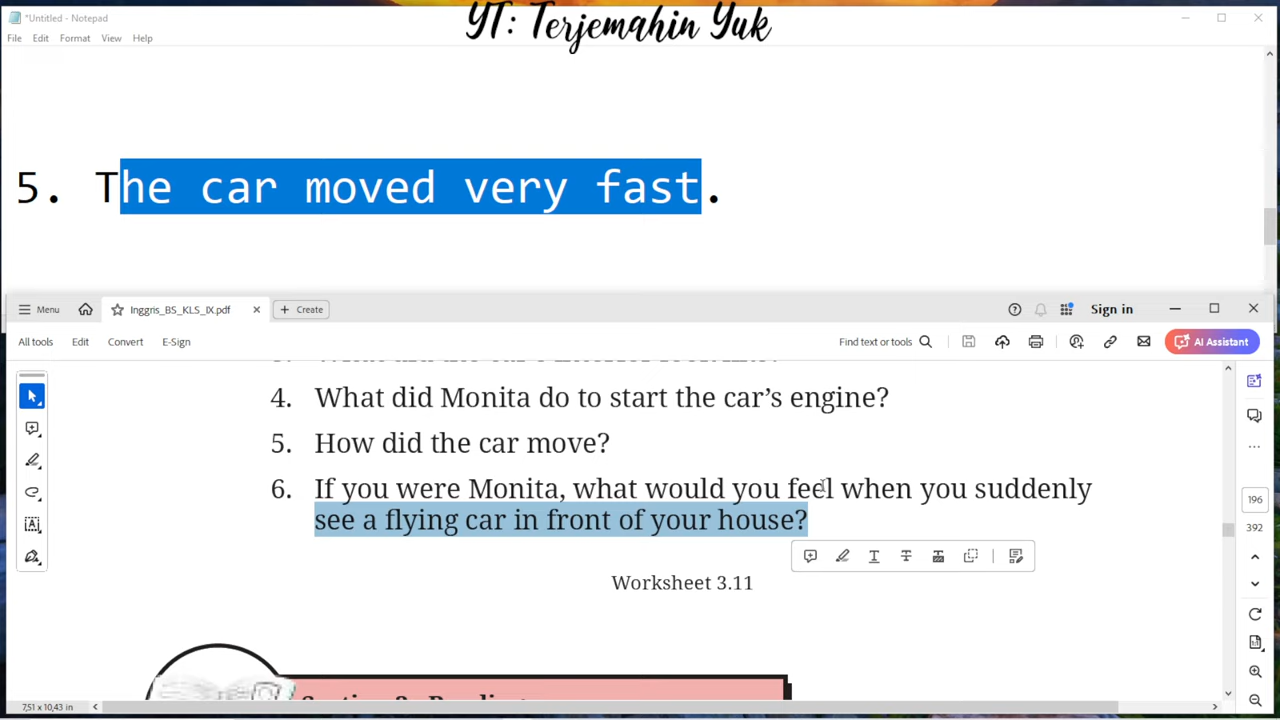 *Untitled - Notepad
YT: Terjemahin Yuk
File Edit Format View Help
5. The car moved very fast.
Menu
Inggris_BS_KLS_IX.pdf
Create
Sign in
All tools Edit Convert E-Sign
Find text or tools
AI Assistant
4. What did Monita do to start the car's engine?
5. How did the car move?
6. If you were Monita, what would you feel when you suddenly
see a flying car in front of your house?
196
392
Worksheet 3.11
7,51 x 10,43 in